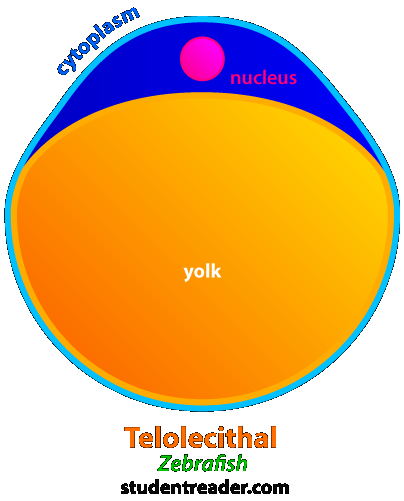 cytoplasm
nucleus
yolk
Telolecithal
Zebrafish
studentreader.com